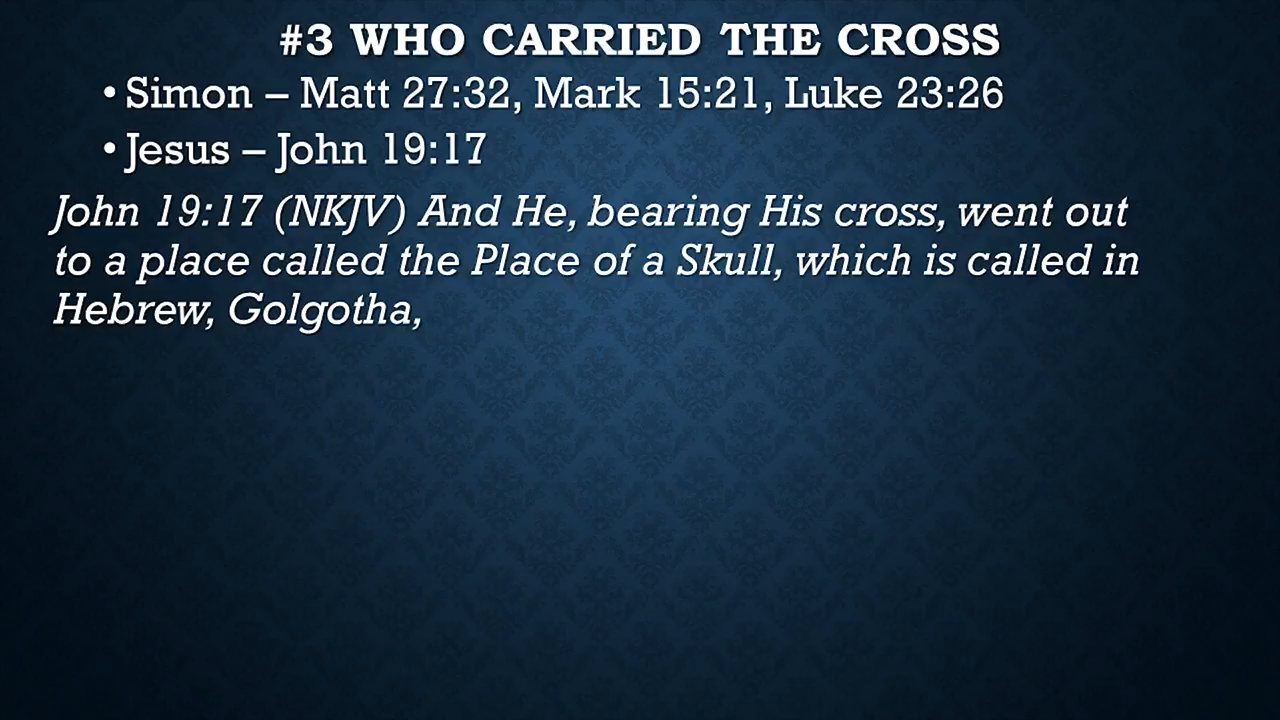 #3 WHO CARRIED THE CROSS
• Simon – Matt 27:32, Mark 15:21, Luke 23:26
• Jesus – John 19:17
John 19:17 (NKJV) And He, bearing His cross, went out
to a place called the Place of a Skull, which is called in
Hebrew, Golgotha,